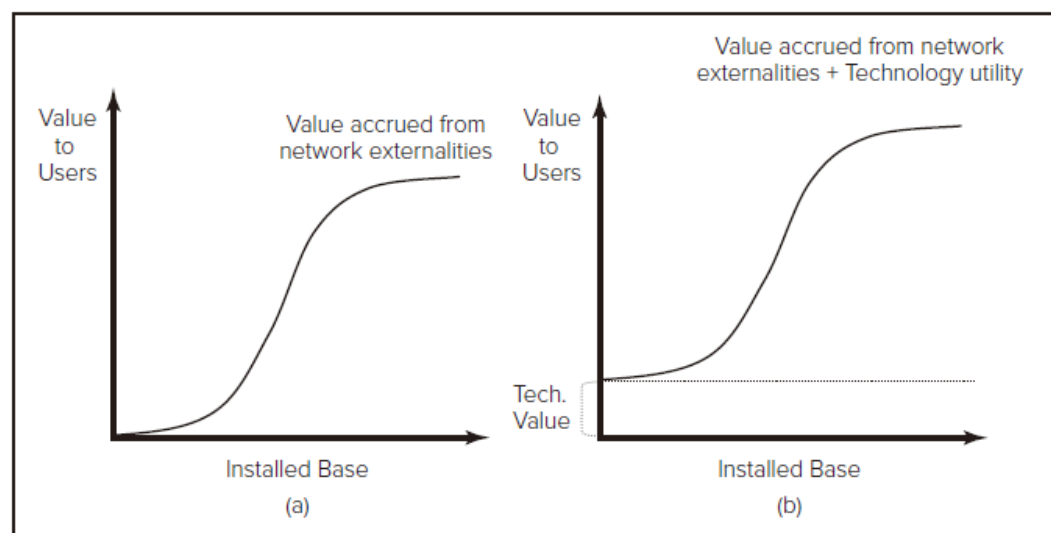 Value
to
Users
Value accrued from
network externalities
Installed Base
(a)
Value accrued from network
externalities + Technology utility
Value
to
Users
Tech.
Value
Installed Base
(b)